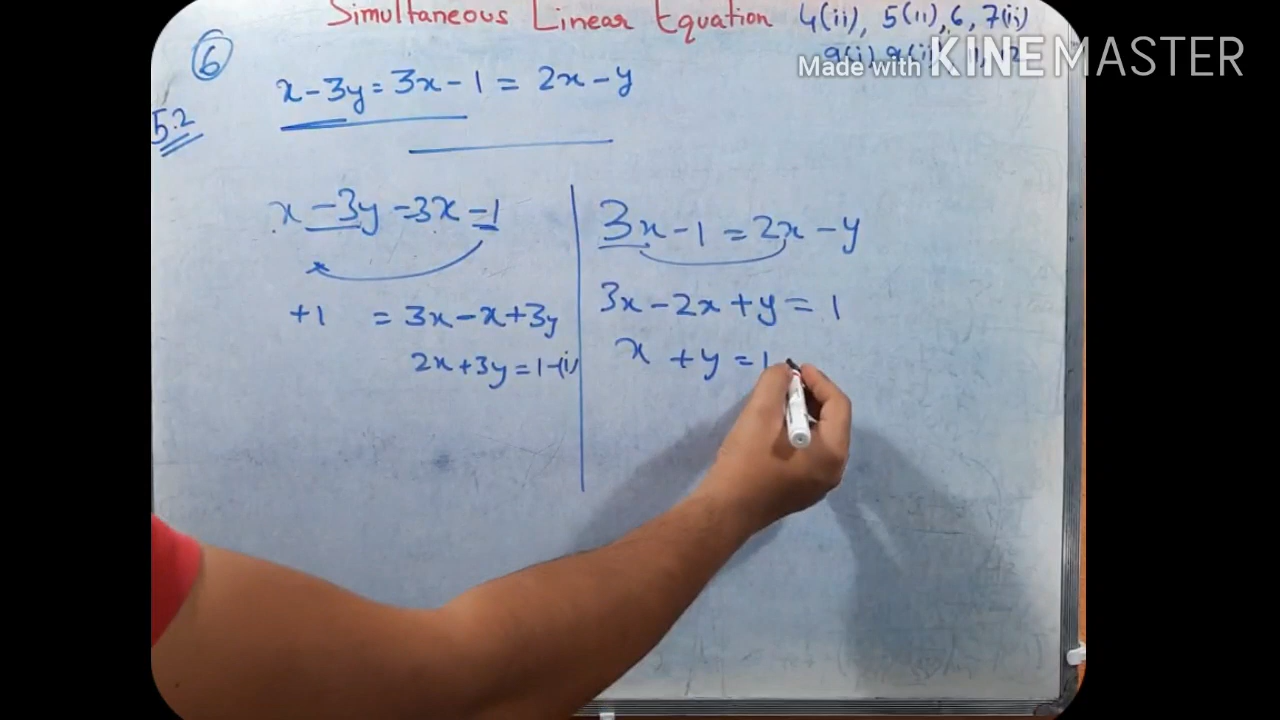 Simultaneous Linear Equation 4(ii), 5(ii), 6, 7(ii)
Made with KINEMASTER
6
x-3y=3x-1=2x-y
5.2
x-3y=3x-1
3x-1=2x-y
+1 = 3x-x+3y
3x-2x+y=1
2x+3y=1-(i)
x+y=1